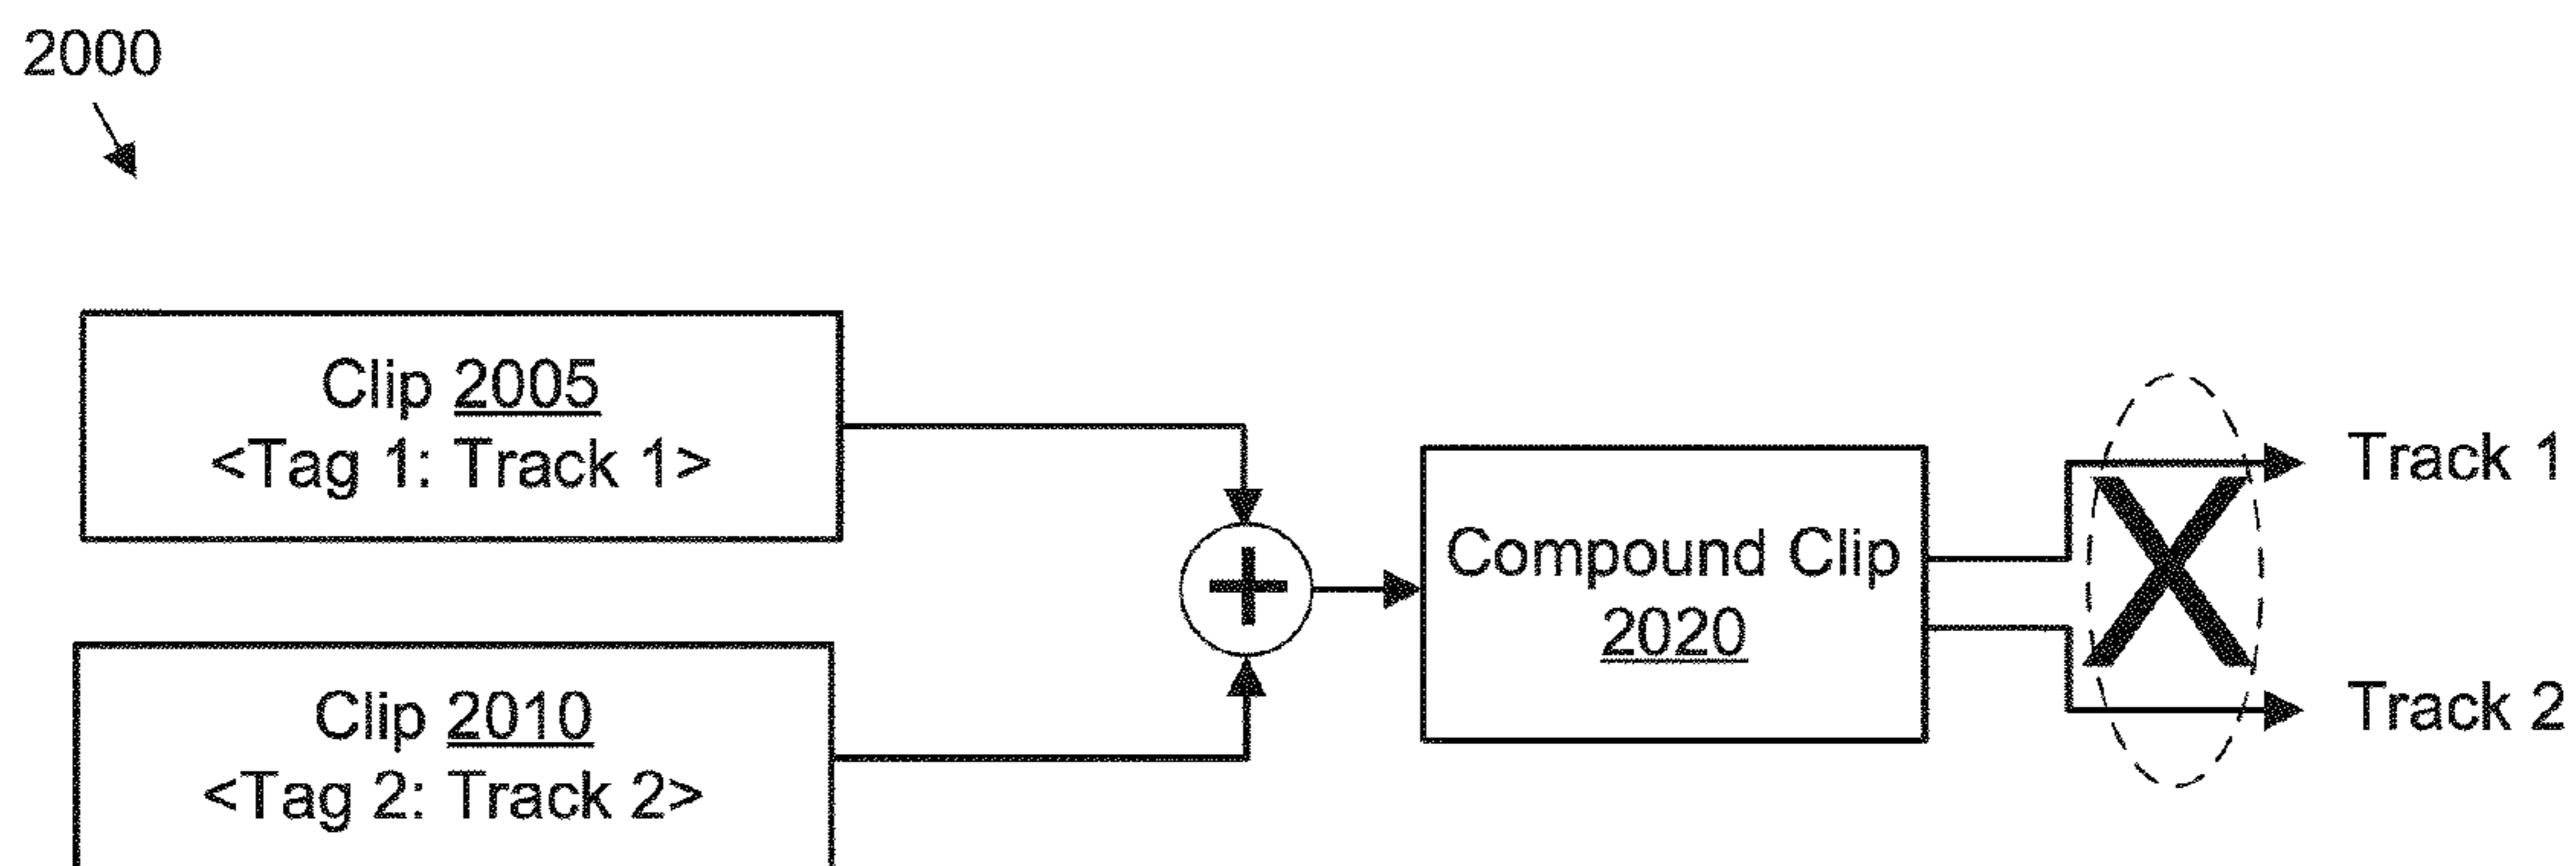 2000
Clip 2005
<Tag 1: Track 1>
Clip 2010
<Tag 2: Track 2>
+
Compound Clip
2020
Track 1
Track 2